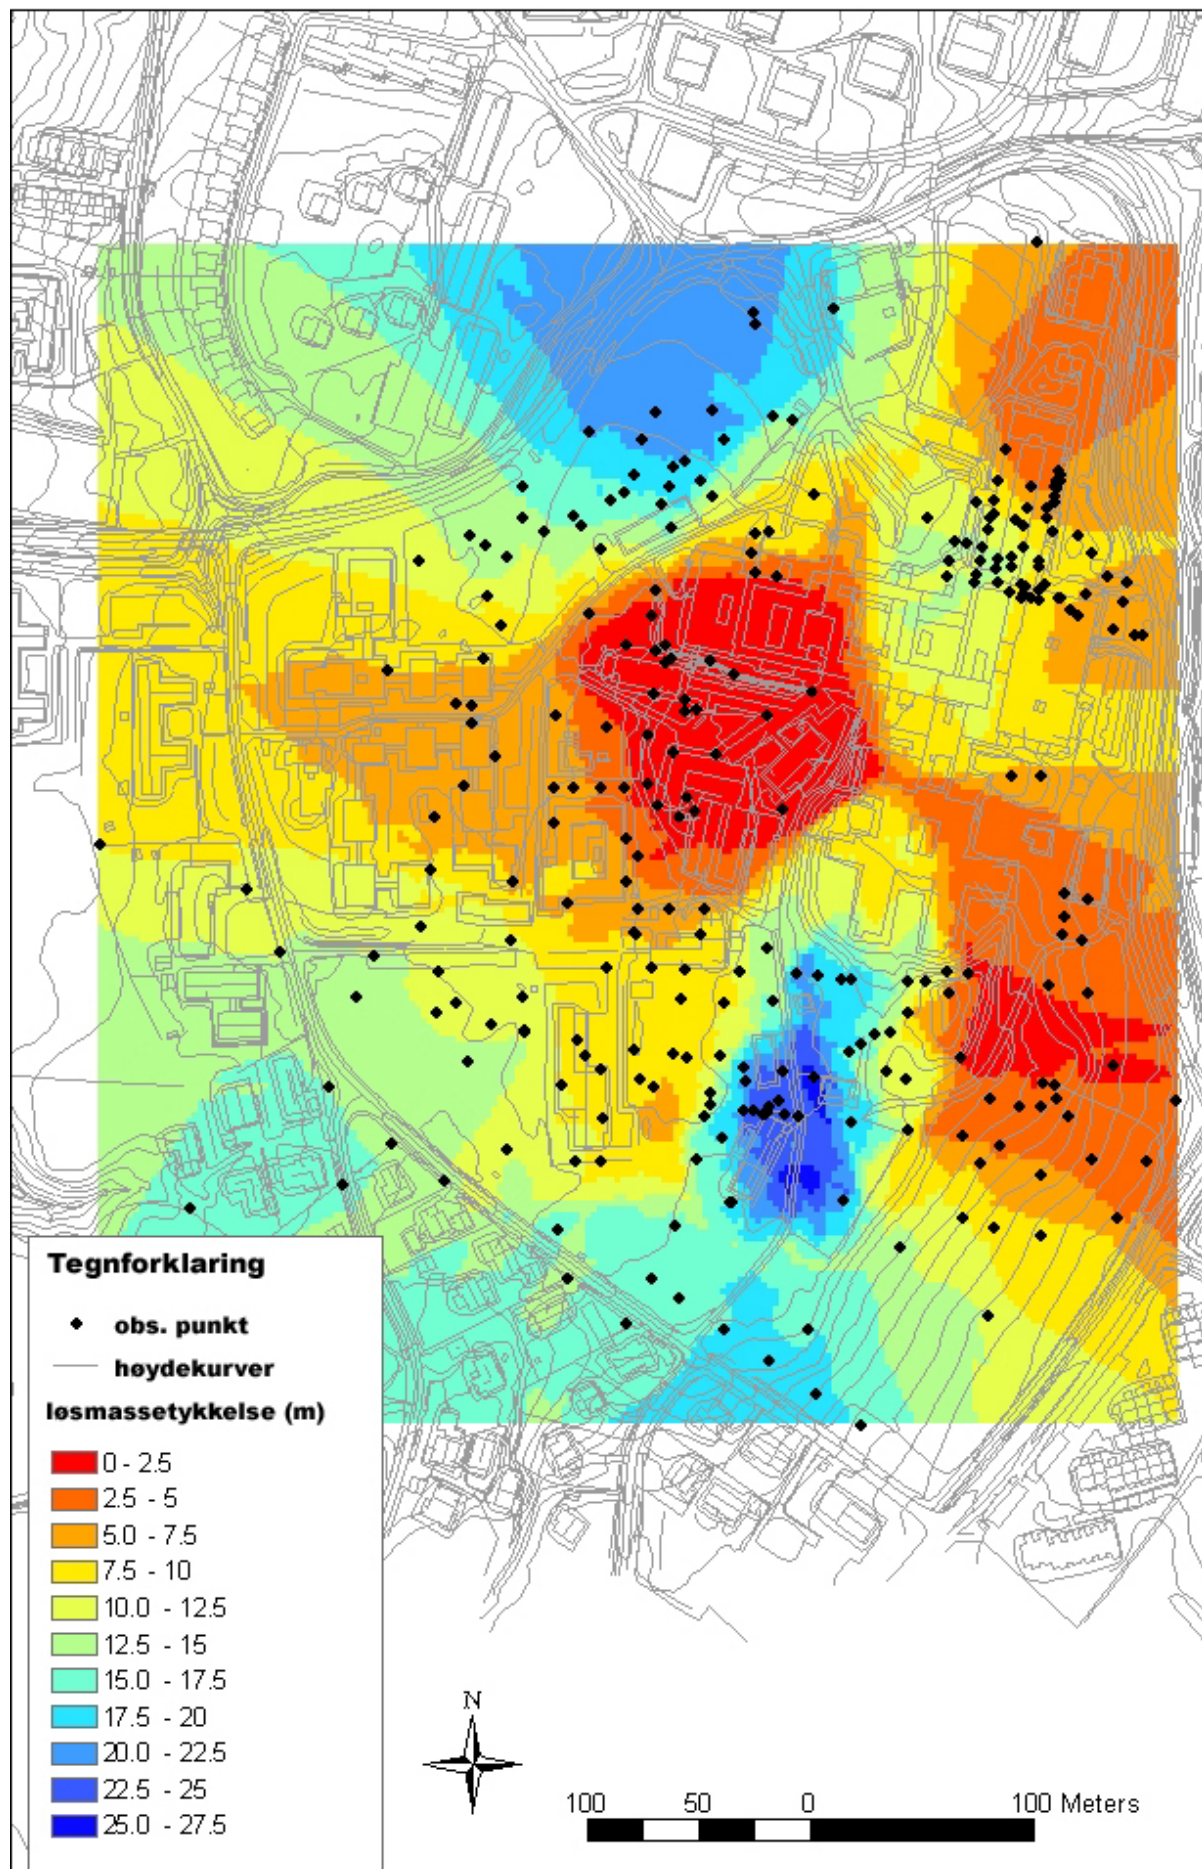 Tegnforklaring
obs. punkt
høydekurver
løsmassetykkelse (m)
0 - 2.5
2.5 - 5
5.0 - 7.5
7.5 - 10
10.0 - 12.5
12.5 - 15
15.0 - 17.5
17.5 - 20
20.0 - 22.5
22.5 - 25
25.0 - 27.5
N
100 50 0 100 Meters